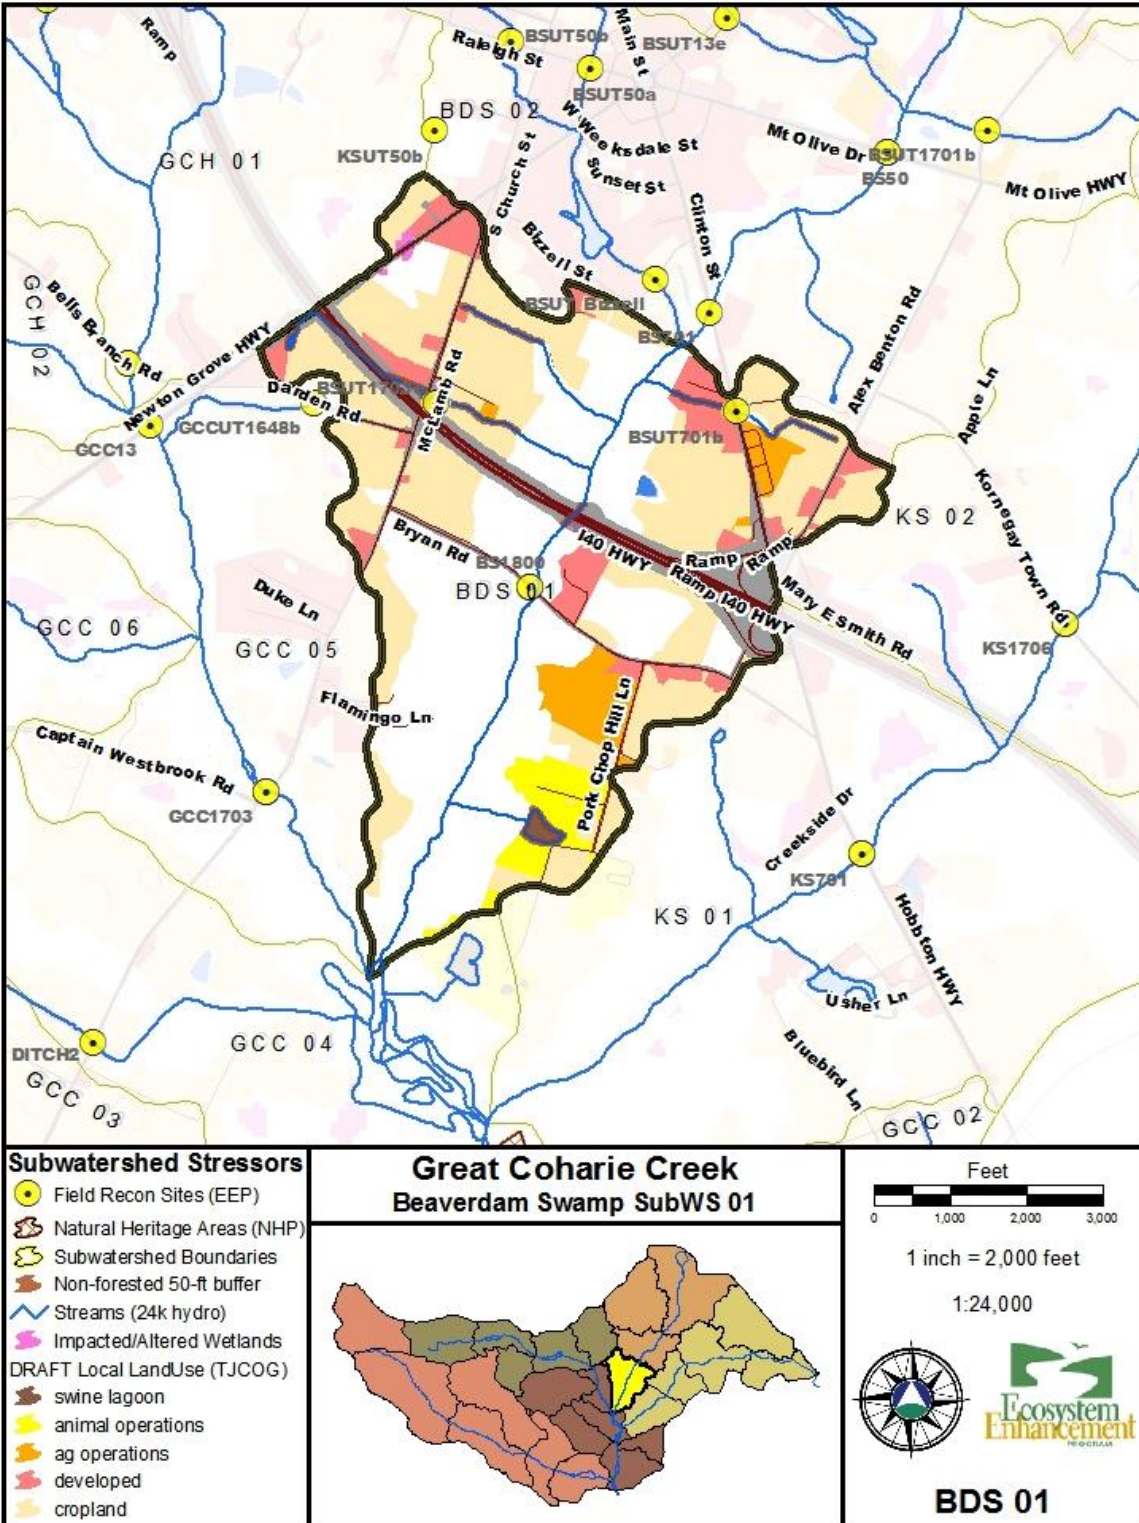 Ramp
Raleigh St
BSUT50b
Main St
BSUT13e
BSUT50a
BDS 02
W Weeksdale St
Mt Olive Dr
BSUT1701b
BS50
Mt Olive HWY
GCH 01
KSUT50b
S Church St
Sunset St
Clinton St
Bizzell St
GCH 02
Bells Branch Rd
BSUT Bizzell
BS701
Alex Benton Rd
Newton Grove HWY
Apple Ln
Darden Rd
McLamb Rd
GCCUT1648b
GCC13
BSUT701b
Kornegay Town Rd
KS 02
Bryan Rd
I40 HWY
Ramp
Ramp
BS1800
BDS 01
Ramp I40 HWY
Mary E Smith Rd
Duke Ln
GCC 06
GCC 05
KS1706
Flamingo Ln
Pork Chop Hill Ln
Captain Westbrook Rd
GCC1703
Creekside Dr
KS701
KS 01
Hobbton HWY
Usher Ln
DITCH2
GCC 04
GCC 03
Bluebird Ln
GCC 02
Subwatershed Stressors
Field Recon Sites (EEP)
Natural Heritage Areas (NHP)
Subwatershed Boundaries
Non-forested 50-ft buffer
Streams (24k hydro)
Impacted/Altered Wetlands
DRAFT Local LandUse (TJCOG)
swine lagoon
animal operations
ag operations
developed
cropland
Great Coharie Creek
Beaverdam Swamp SubWS 01
Feet
0 1,000 2,000 3,000
1 inch = 2,000 feet
1:24,000
Ecosystem
Enhancement
PROGRAM
BDS 01